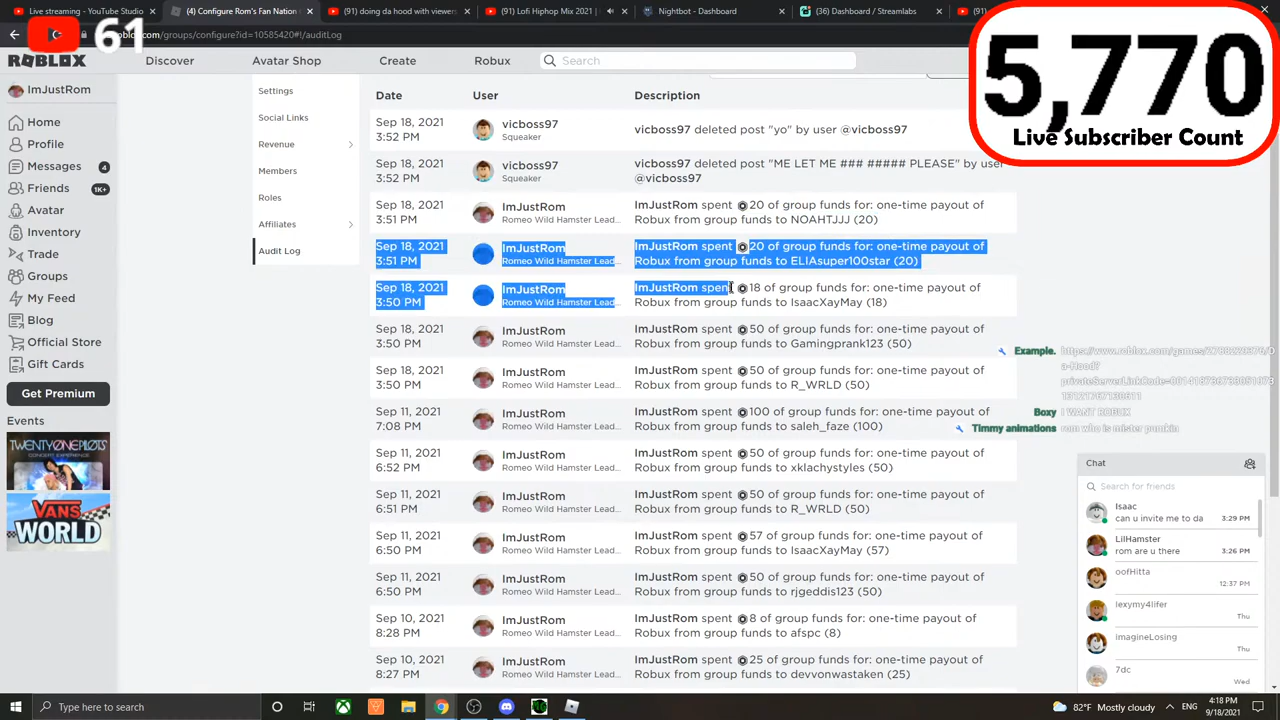 Live Stream - YouTube Studio
(4) Configure Rom's Fan Nation
(91) doing da hood with viewer
(91) Lofi Hiphop Mix 2021 |
Nightbot - Dashboard
(36) Dashboard | Streamlabs
61
/groups/configure?id=10585420#!/auditLog
5,770
Live Subscriber Count
ROBLOX
Discover
Avatar Shop
Create
Robux
Search
ImJustRom
Home
Profile
Messages
4
Friends
1K+
Avatar
Inventory
Trade
Groups
My Feed
Blog
Official Store
Gift Cards
Get Premium
Events
TWENTY ONE PILOTS
CONCERT EXPERIENCE
VANS
WORLD
Settings
Social Links
Revenue
Members
Roles
Affiliates
Audit Log
Date
User
Description
Sep 18, 2021
3:52 PM
vicboss97
Squeaker
vicboss97 deleted post "yo" by user @vicboss97
Sep 18, 2021
3:52 PM
vicboss97
Squeaker
vicboss97 deleted post "ME LET ME ### ##### PLEASE" by user
@vicboss97
Sep 18, 2021
3:51 PM
ImJustRom
Romeo Wild Hamster Lead...
ImJustRom spent 20 of group funds for: one-time payout of
Robux from group funds to NOAHTJJJ (20)
Sep 18, 2021
3:51 PM
ImJustRom
Romeo Wild Hamster Lead...
ImJustRom spent 20 of group funds for: one-time payout of
Robux from group funds to ELIAsuper100star (20)
Sep 18, 2021
3:50 PM
ImJustRom
Romeo Wild Hamster Lead...
ImJustRom spent 18 of group funds for: one-time payout of
Robux from group funds to IsaacXayMay (18)
Sep 18, 2021
3:50 PM
ImJustRom
Romeo Wild Hamster Lead...
ImJustRom spent 50 of group funds for: one-time payout of
Robux from group funds to Gamingprank123 (50)
Sep 18, 2021
3:50 PM
ImJustRom
Romeo Wild Hamster Lead...
ImJustRom spent 50 of group funds for: one-time payout of
Robux from group funds to R_WRLD (50)
Sep 11, 2021
7:08 PM
ImJustRom
Romeo Wild Hamster Lead...
ImJustRom spent 100 of group funds for: one-time payout of
Robux from group funds to saleh_faze (100)
Sep 11, 2021
6:52 PM
ImJustRom
Romeo Wild Hamster Lead...
ImJustRom spent 50 of group funds for: one-time payout of
Robux from group funds to xklachystyles (50)
Sep 11, 2021
6:51 PM
ImJustRom
Romeo Wild Hamster Lead...
ImJustRom spent 50 of group funds for: one-time payout of
Robux from group funds to R_WRLD (50)
Sep 11, 2021
6:50 PM
ImJustRom
Romeo Wild Hamster Lead...
ImJustRom spent 57 of group funds for: one-time payout of
Robux from group funds to IsaacXayMay (57)
Sep 11, 2021
6:50 PM
ImJustRom
Romeo Wild Hamster Lead...
ImJustRom spent 50 of group funds for: one-time payout of
Robux from group funds to rjgeddis123 (50)
Sep 10, 2021
8:28 PM
ImJustRom
Romeo Wild Hamster Lead...
ImJustRom spent 8 of group funds for: one-time payout of
Robux from group funds to afspc (8)
Sep 10, 2021
8:27 PM
ImJustRom
Romeo Wild Hamster Lead...
ImJustRom spent 25 of group funds for: one-time payout of
Robux from group funds to devvonwastaken (25)
Example.
Boxy I WANT ROBUX
Timmy animations rom who is mister pumkin
Chat
Search for friends
Isaac
can u invite me to da 3:29 PM
LilHamster
rom are u there 3:26 PM
oofHitta
12:37 PM
Thu
imagineLosing
Thu
7dc
Wed
Type here to search
82°F Mostly cloudy
ENG
4:18 PM
9/18/2021